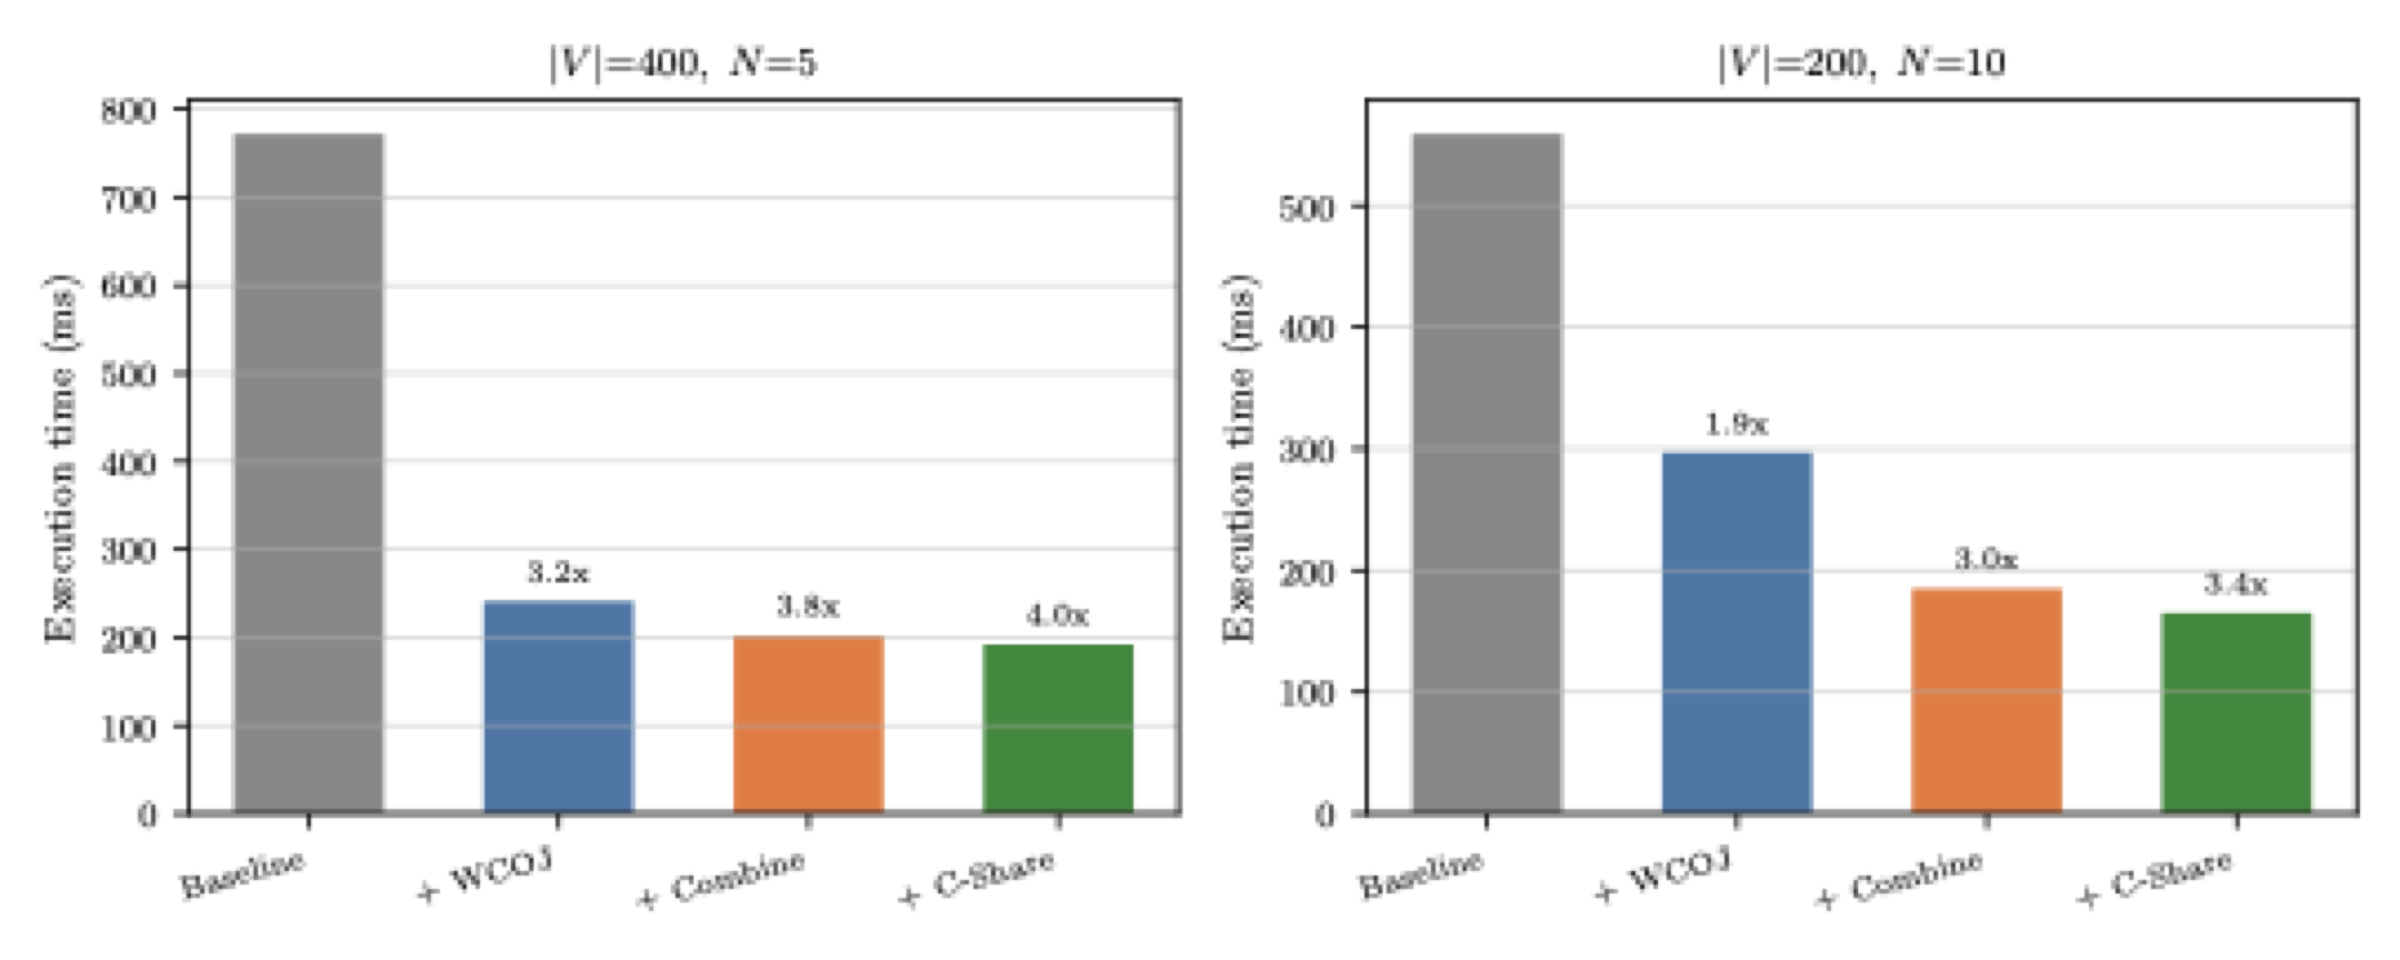 |V|=400, N=5
Execution time (ms)
800
700
600
500
400
300
200
100
0
3.2x
3.8x
4.0x
Baseline
+ WCOJ
+ Combine
+ C-Share
|V|=200, N=10
Execution time (ms)
500
400
300
200
100
0
1.9x
3.0x
3.4x
Baseline
+ WCOJ
+ Combine
+ C-Share